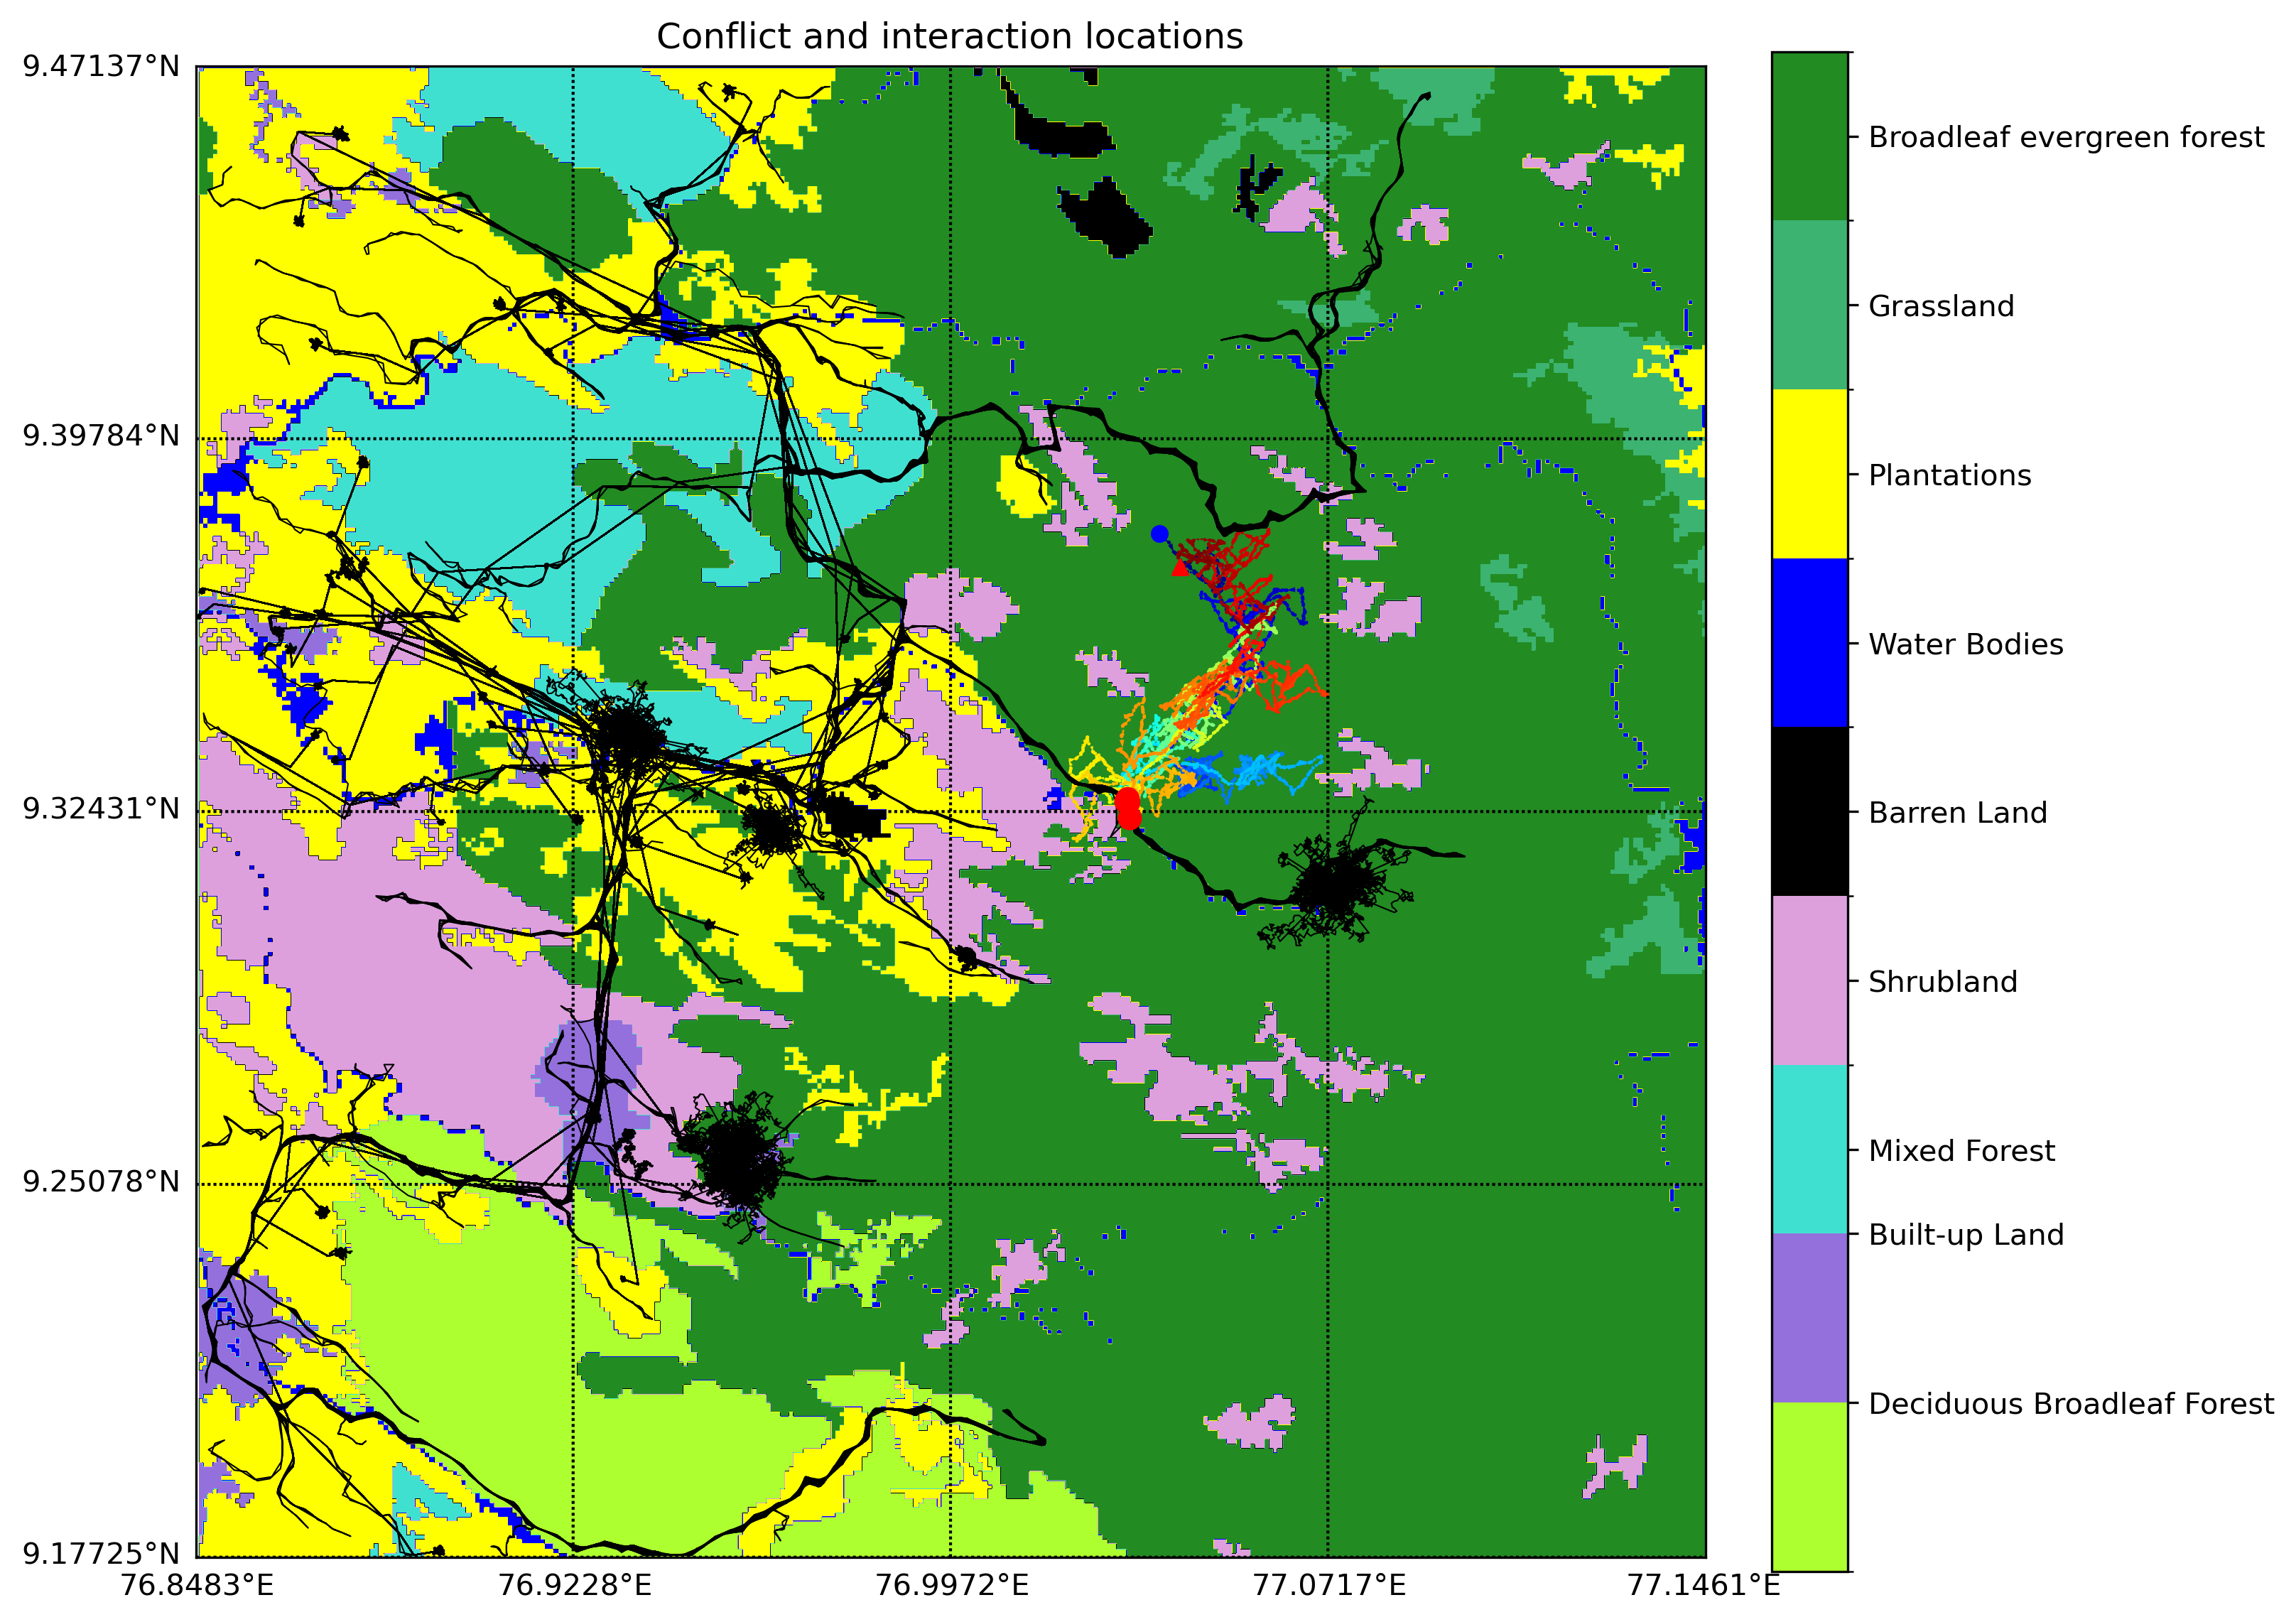 Conflict and interaction locations
9.47137°N
9.39784°N
9.32431°N
9.25078°N
9.17725°N
76.8483°E
76.9228°E
76.9972°E
77.0717°E
77.1461°E
Broadleaf evergreen forest
Grassland
Plantations
Water Bodies
Barren Land
Shrubland
Mixed Forest
Built-up Land
Deciduous Broadleaf Forest